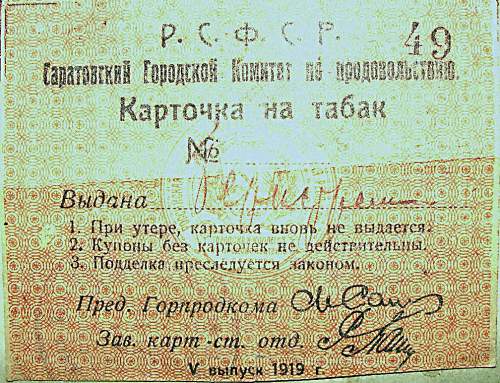 Р. С. Ф. С. Р. 49
Саратовский Городской Комитет по продовольствию.
Карточка на табак
№
Выдана
1. При утере, карточка вновь не выдается.
2. Купоны без карточек не действительны.
3. Подделка преследуется законом.
Пред. Горпродкома
Зав. карт-ст. отд.
V выпуск 1919 г.